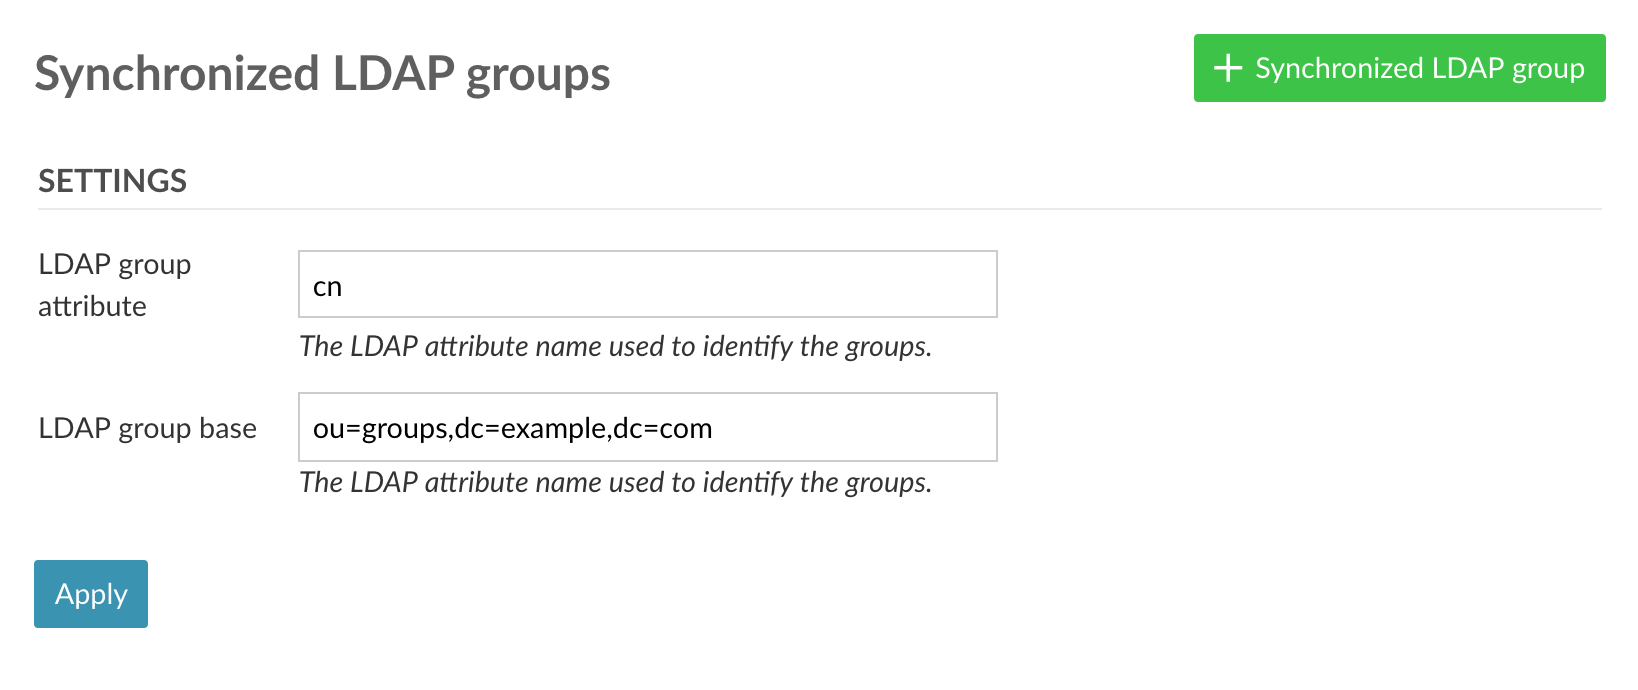 Synchronized LDAP groups
+ Synchronized LDAP group
SETTINGS
LDAP group
attribute
cn
The LDAP attribute name used to identify the groups.
LDAP group base
ou=groups,dc=example,dc=com
The LDAP attribute name used to identify the groups.
Apply